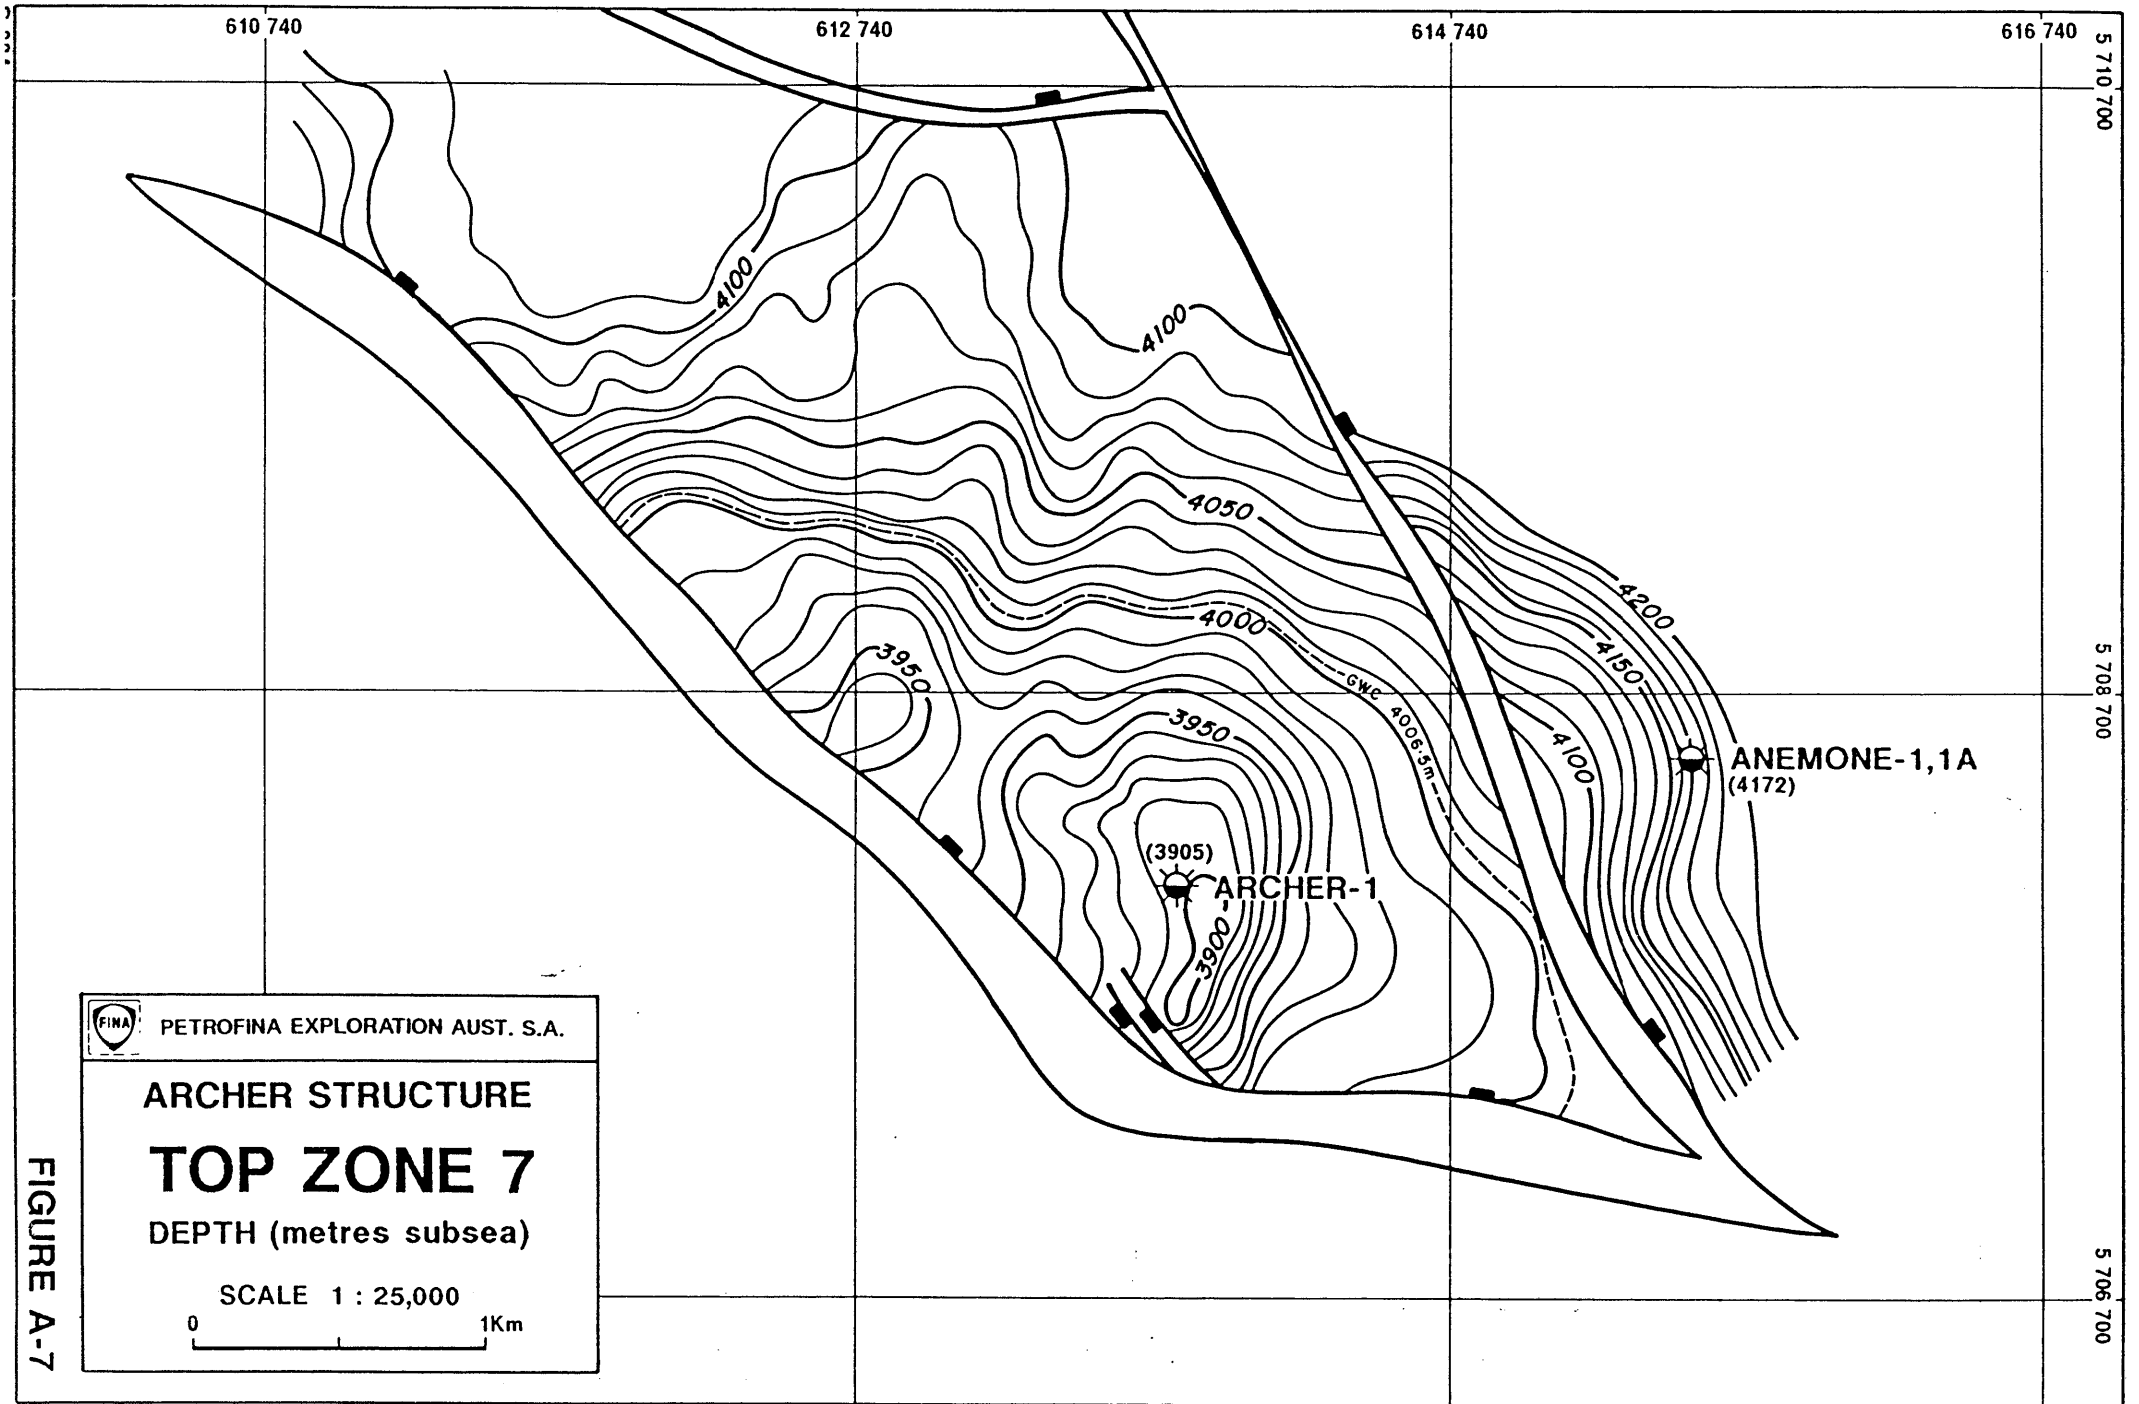 610 740
612 740
614 740
616 740
5 710 700
4100
4100
4050
4200
4150
4000
5 708 700
3950
GWC 4006·5m
3950
4100
ANEMONE-1,1A
(4172)
(3905)
ARCHER-1
3900
FINA
PETROFINA EXPLORATION AUST. S.A.
ARCHER STRUCTURE
TOP ZONE 7
DEPTH (metres subsea)
SCALE 1 : 25,000
0 1Km
5 706 700
FIGURE A-7